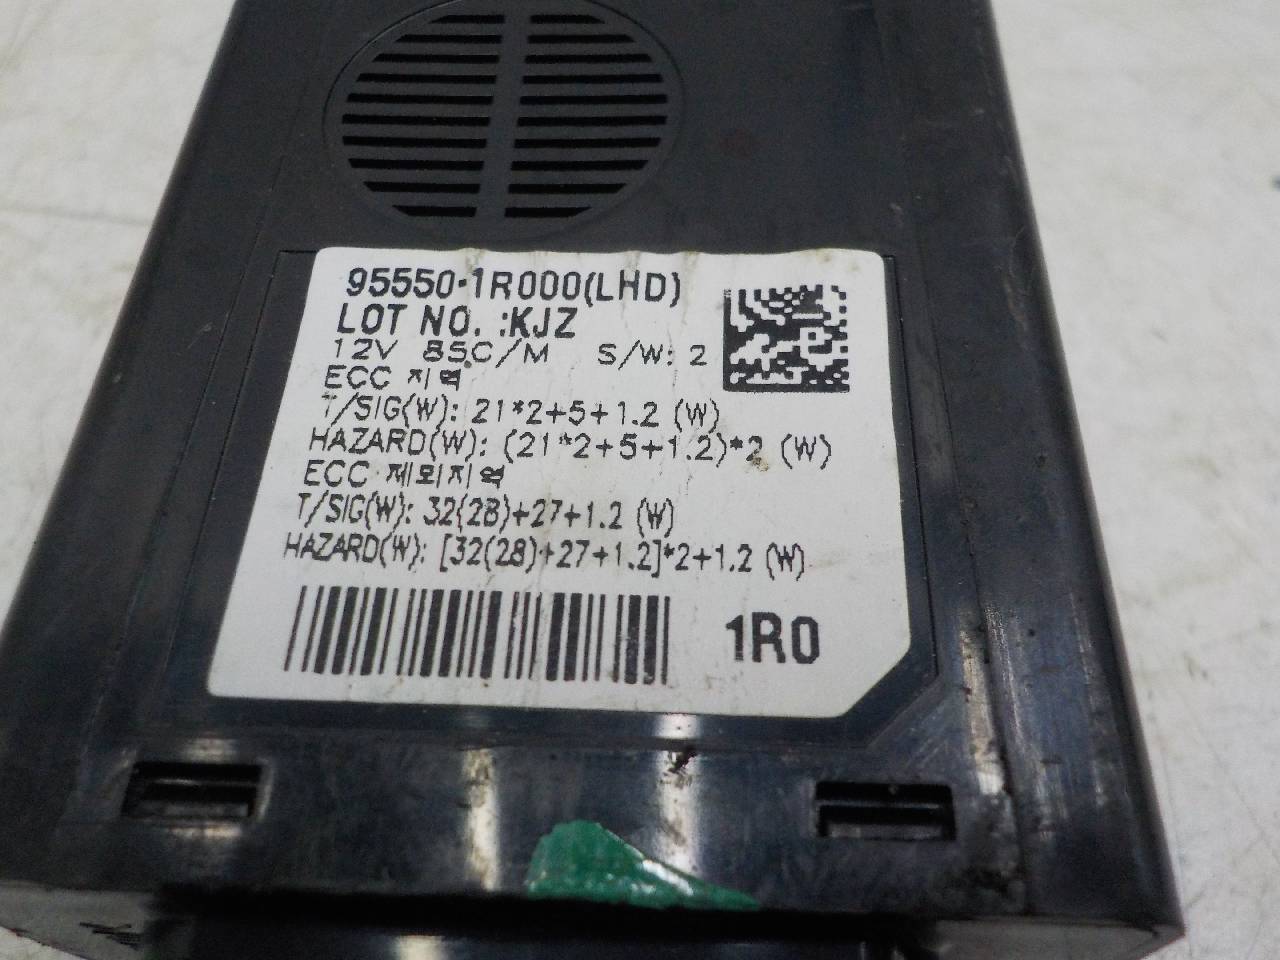 95550-1R000(LHD)
LOT NO. :KJZ
12V 85C/M S/W: 2
ECC 지역
T/SIG(W): 21*2+5+1.2 (W)
HAZARD(W): (21*2+5+1.2)*2 (W)
ECC 제외지역
T/SIG(W): 32(28)+27+1.2 (W)
HAZARD(W): [32(28)+27+1.2]*2+1.2 (W)
1R0